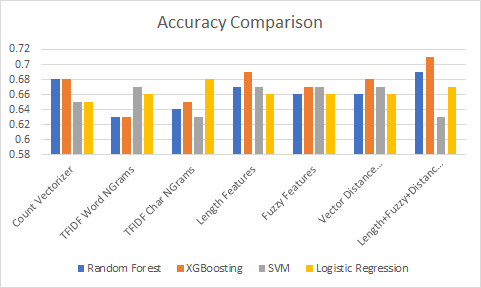 Accuracy Comparison
0.72
0.7
0.68
0.66
0.64
0.62
0.6
0.58
Count Vectorizer
TFIDF Word NGrams
TFIDF Char NGrams
Length Features
Fuzzy Features
Vector Distance...
Length+Fuzzy+Distanc...
Random Forest
XGBoosting
SVM
Logistic Regression